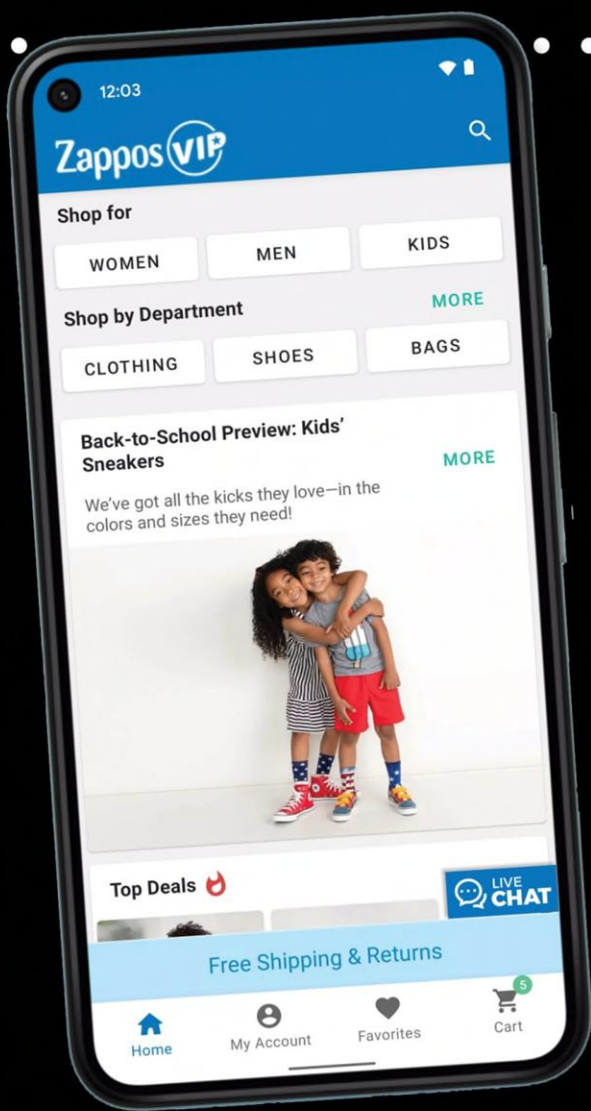 12:03
Zappos VIP
Shop for
WOMEN MEN KIDS
Shop by Department MORE
CLOTHING SHOES BAGS
Back-to-School Preview: Kids'
Sneakers
MORE
We've got all the kicks they love—in the
colors and sizes they need!
Top Deals
LIVE
CHAT
Free Shipping & Returns
5
Home My Account Favorites Cart